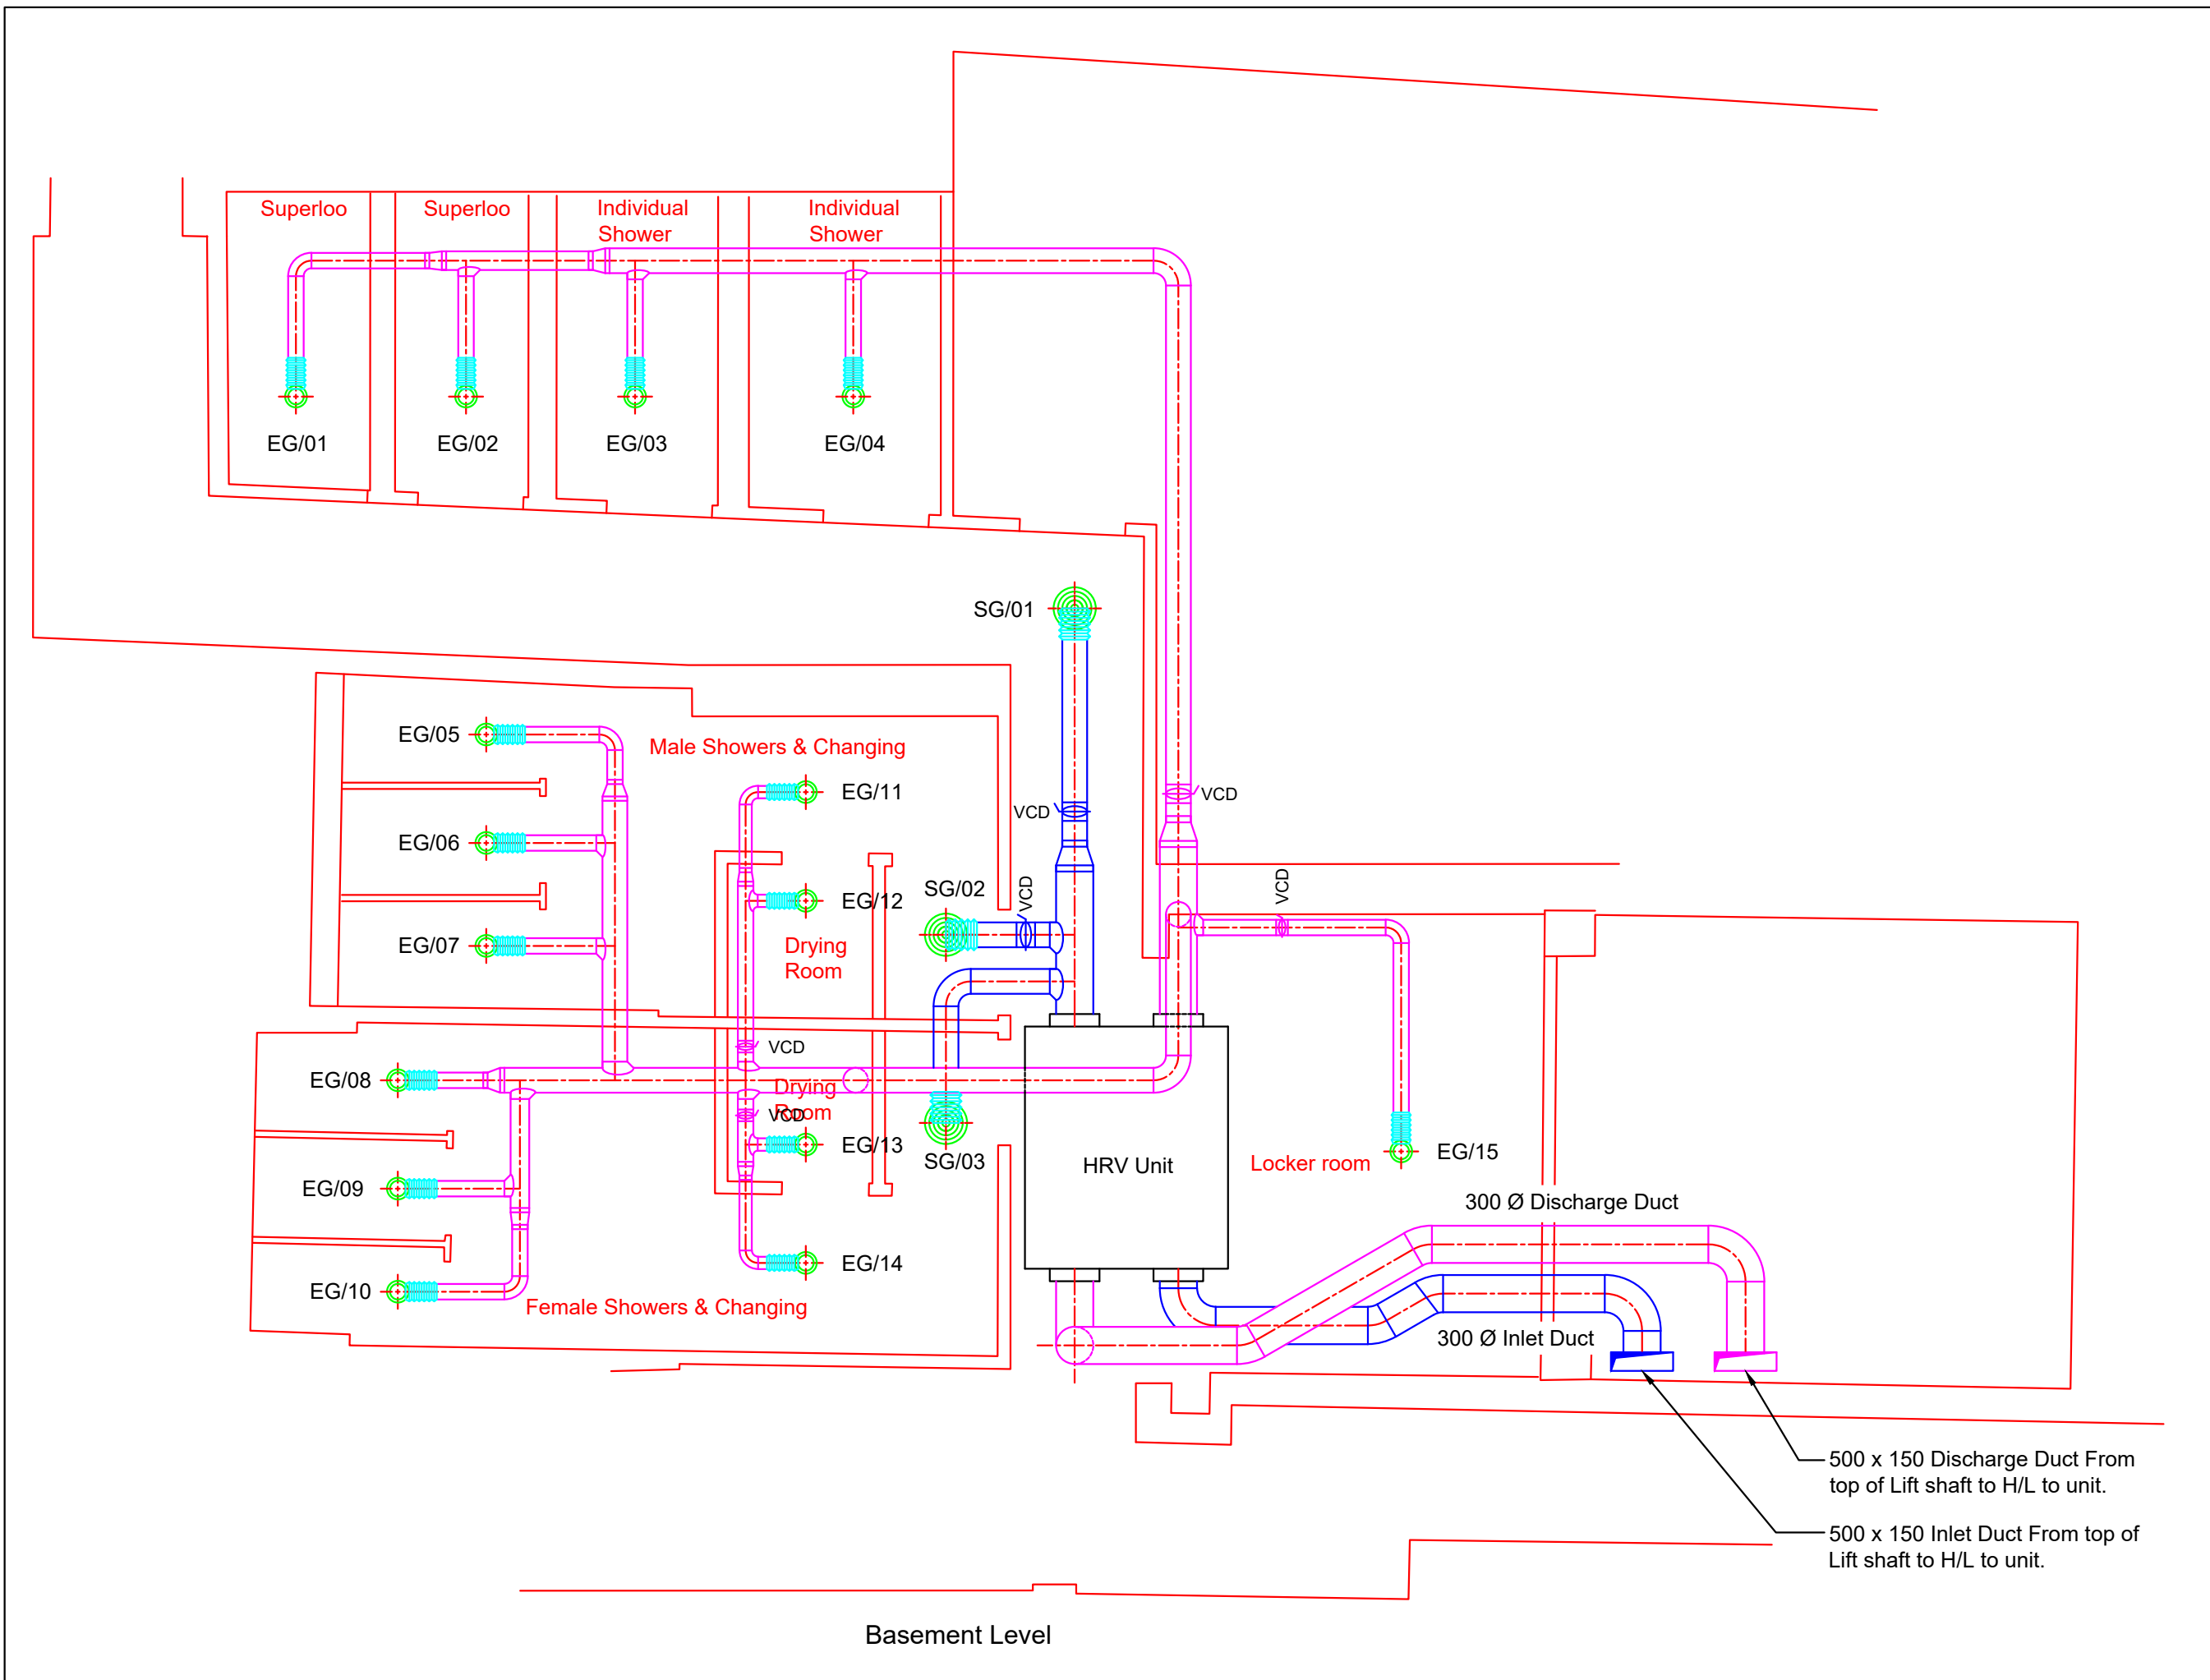 Superloo
Superloo
Individual
Shower
Individual
Shower
EG/01
EG/02
EG/03
EG/04
SG/01
EG/05
Male Showers & Changing
EG/11
VCD
VCD
EG/06
SG/02
VCD
VCD
EG/12
EG/07
Drying
Room
VCD
EG/08
Drying
Room
VCD
EG/13
SG/03
HRV Unit
Locker room
EG/15
EG/09
300 Ø Discharge Duct
EG/14
EG/10
Female Showers & Changing
300 Ø Inlet Duct
500 x 150 Discharge Duct From
top of Lift shaft to H/L to unit.
500 x 150 Inlet Duct From top of
Lift shaft to H/L to unit.
Basement Level